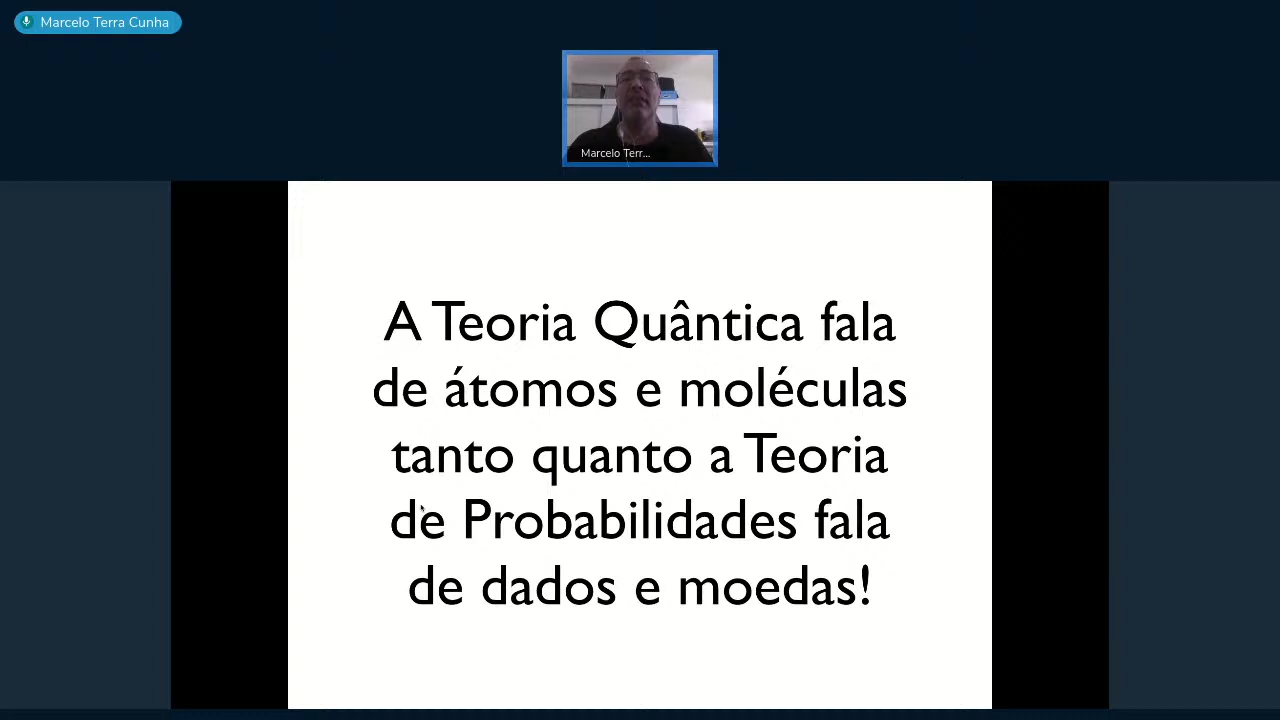 Marcelo Terra Cunha
Marcelo Terr...
A Teoria Quântica fala
de átomos e moléculas
tanto quanto a Teoria
de Probabilidades fala
de dados e moedas!